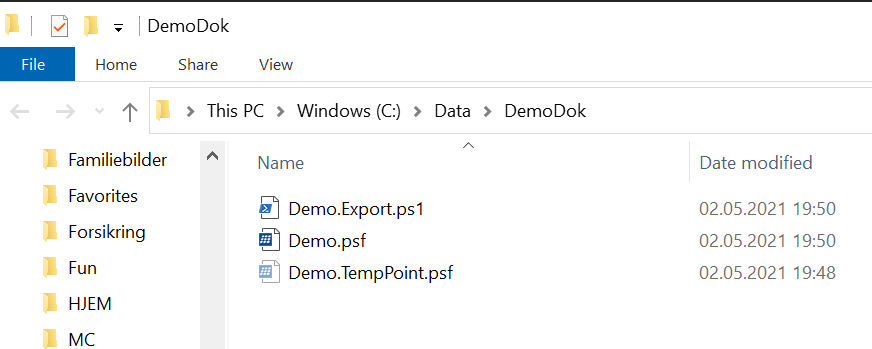 DemoDok
File Home Share View
This PC Windows (C:) Data DemoDok
Name Date modified
Familiebilder
Favorites
Forsikring
Fun
HJEM
MC
Demo.Export.ps1 02.05.2021 19:50
Demo.psf 02.05.2021 19:50
Demo.TempPoint.psf 02.05.2021 19:48